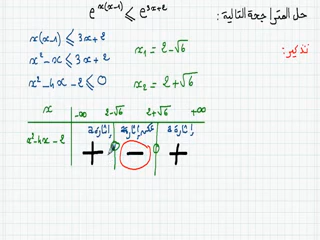 حل المتراجحة التالية :
e^{x(x-1)} ⩽ e^{3x+2}
تذكير:
x(x-1) ⩽ 3x+2
x² - x ⩽ 3x+2
x² - 4x - 2 ⩽ 0
x₁ = 2-√6
x₂ = 2+√6
x -∞ 2-√6 2+√6 +∞
x²-4x-2 + 0 - 0 +